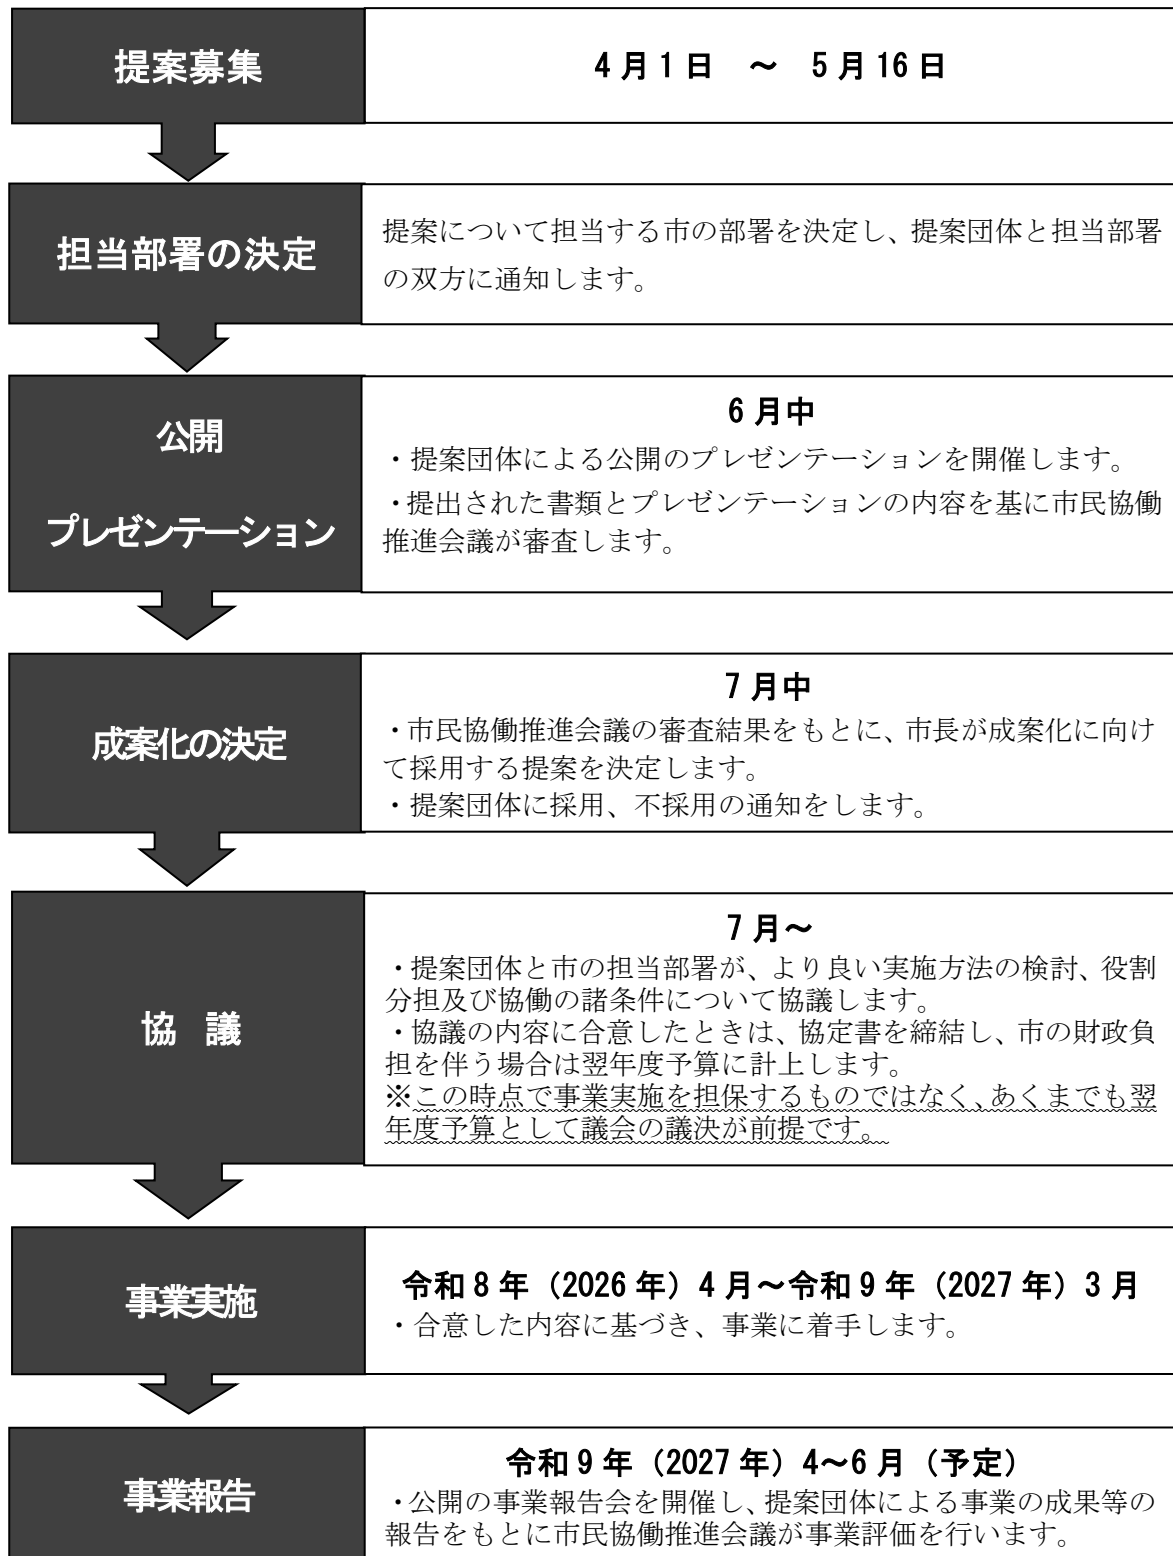 提案募集
4月1日　～　5月16日
担当部署の決定
提案について担当する市の部署を決定し、提案団体と担当部署
の双方に通知します。
公開
プレゼンテーション
6月中
・提案団体による公開のプレゼンテーションを開催します。
・提出された書類とプレゼンテーションの内容を基に市民協働
推進会議が審査します。
成案化の決定
7月中
・市民協働推進会議の審査結果をもとに、市長が成案化に向け
て採用する提案を決定します。
・提案団体に採用、不採用の通知をします。
協　議
7月～
・提案団体と市の担当部署が、より良い実施方法の検討、役割
分担及び協働の諸条件について協議します。
・協議の内容に合意したときは、協定書を締結し、市の財政負
担を伴う場合は翌年度予算に計上します。
※この時点で事業実施を担保するものではなく、あくまでも翌
年度予算として議会の議決が前提です。
事業実施
令和8年（2026年）4月～令和9年（2027年）3月
・合意した内容に基づき、事業に着手します。
事業報告
令和9年（2027年）4～6月（予定）
・公開の事業報告会を開催し、提案団体による事業の成果等の
報告をもとに市民協働推進会議が事業評価を行います。